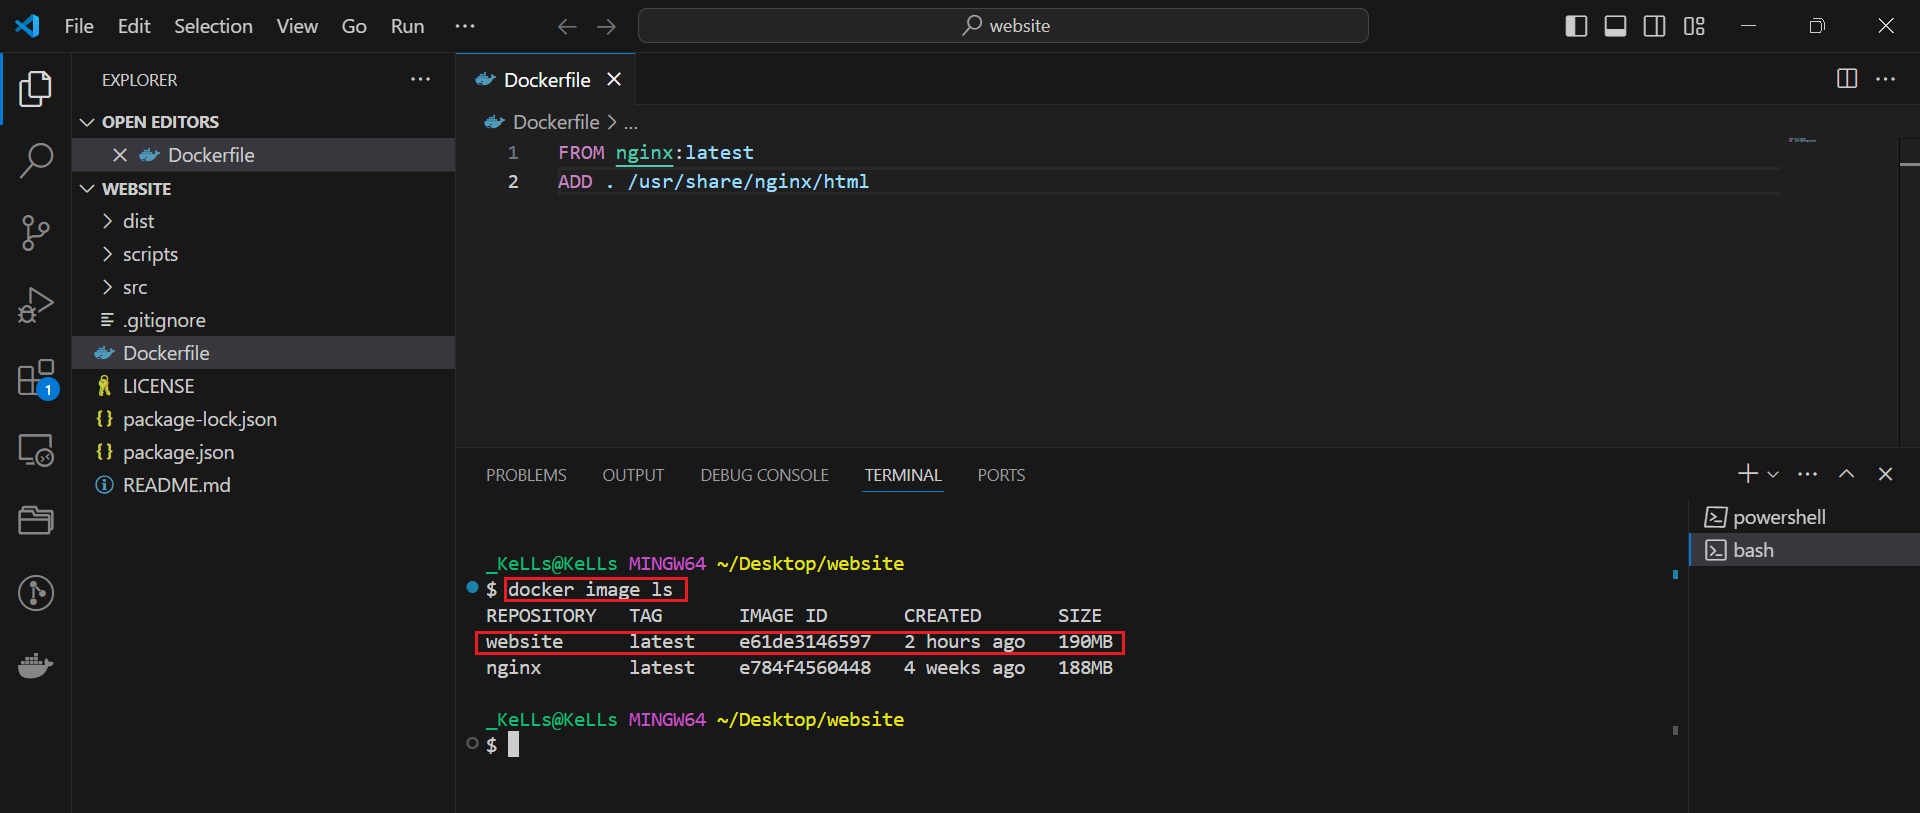 File Edit Selection View Go Run ...
website
EXPLORER ...
OPEN EDITORS
Dockerfile
WEBSITE
dist
scripts
src
.gitignore
Dockerfile
LICENSE
package-lock.json
package.json
README.md
1
Dockerfile
Dockerfile > ...
1 FROM nginx:latest
2 ADD . /usr/share/nginx/html
PROBLEMS OUTPUT DEBUG CONSOLE TERMINAL PORTS
powershell
bash
_KeLLs@KeLLs MINGW64 ~/Desktop/website
$ docker image ls
REPOSITORY TAG IMAGE ID CREATED SIZE
website latest e61de3146597 2 hours ago 190MB
nginx latest e784f4560448 4 weeks ago 188MB
_KeLLs@KeLLs MINGW64 ~/Desktop/website
$